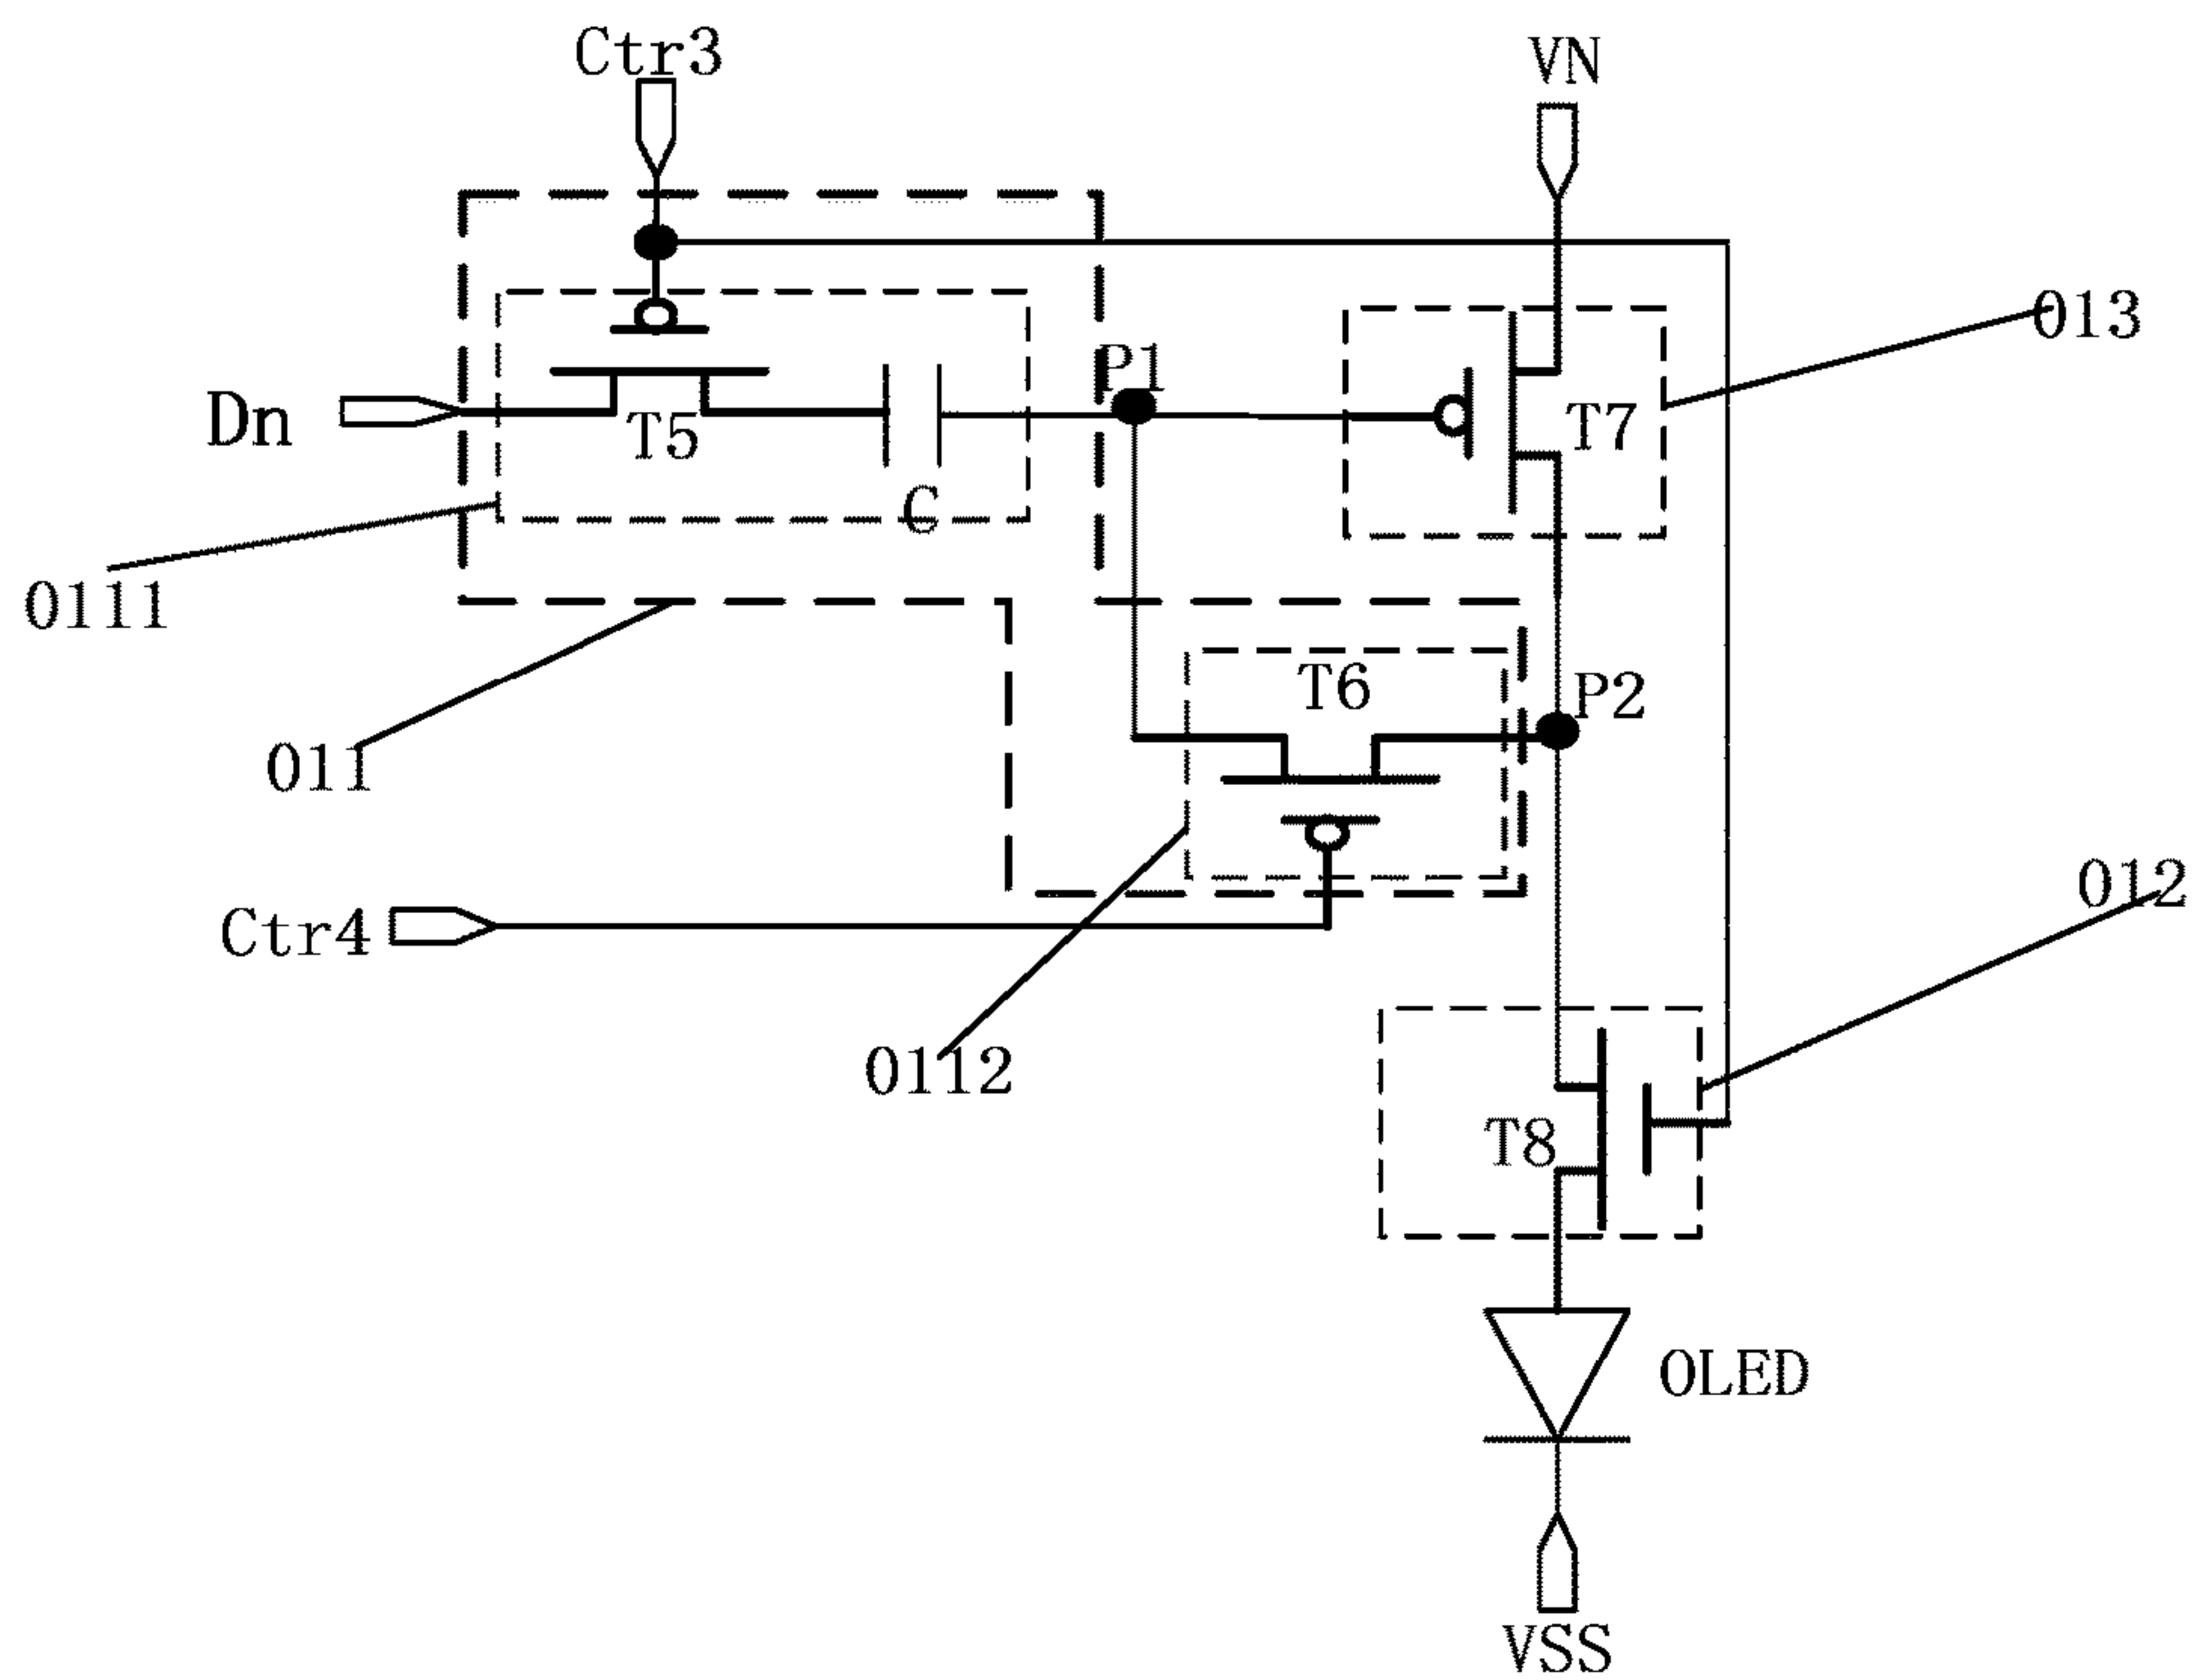 Ctr3
VN
013
P1
Dn
T5
T7
C
0111
T6
P2
011
012
Ctr4
0112
T8
OLED
VSS